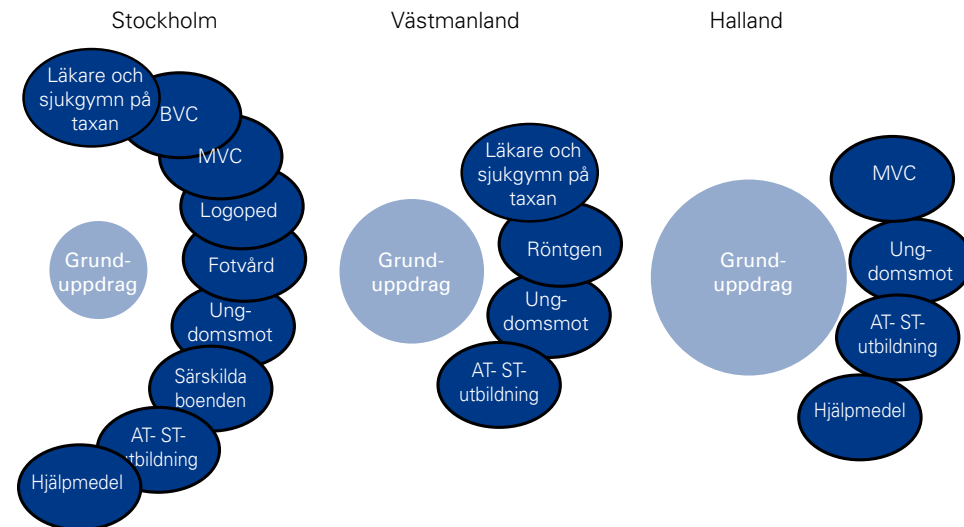 Stockholm
Läkare och
sjukgymn på
taxan
BVC
MVC
Logoped
Grund-
uppdrag
Fotvård
Ung-
domsmot
Särskilda
boenden
AT- ST-
utbildning
Hjälpmedel
Västmanland
Läkare och
sjukgymn på
taxan
Grund-
uppdrag
Röntgen
Ung-
domsmot
AT- ST-
utbildning
Halland
MVC
Grund-
uppdrag
Ung-
domsmot
AT- ST-
utbildning
Hjälpmedel